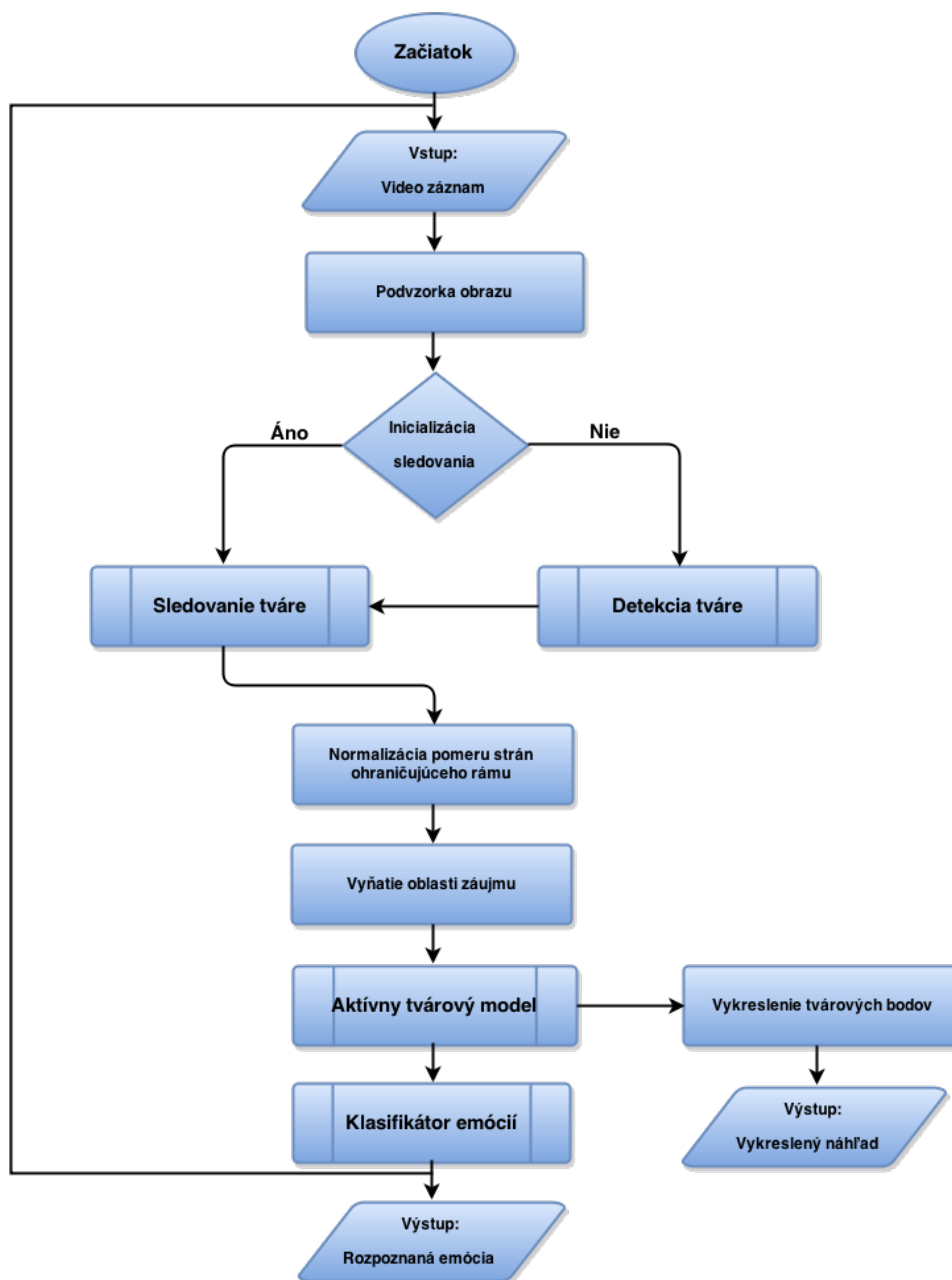 Začiatok
Vstup:
Video záznam
Podvzorka obrazu
Inicializácia
sledovania
Áno
Nie
Sledovanie tváre
Detekcia tváre
Normalizácia pomeru strán
ohraničujúceho rámu
Vyňatie oblasti záujmu
Aktívny tvárový model
Vykreslenie tvárových bodov
Klasifikátor emócií
Výstup:
Vykreslený náhľad
Výstup:
Rozpoznaná emócia